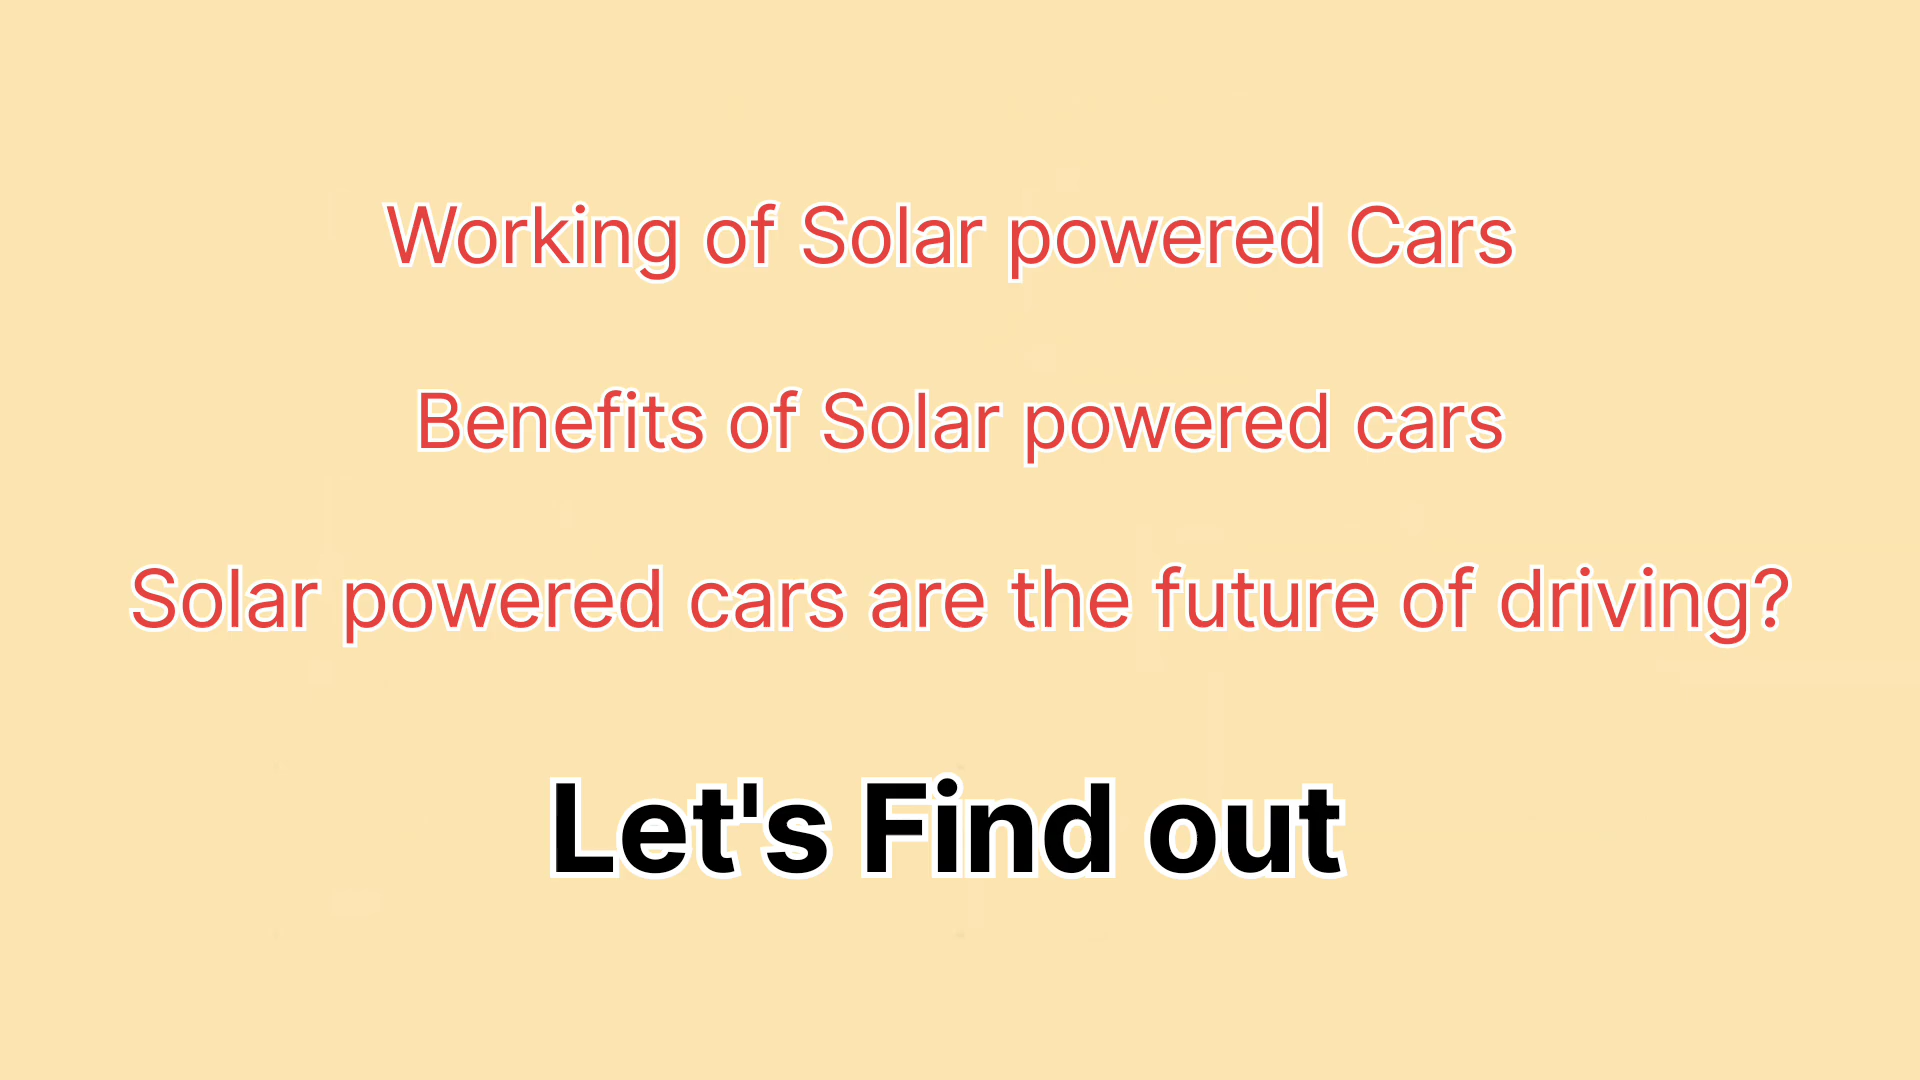 Working of Solar powered Cars
Benefits of Solar powered cars
Solar powered cars are the future of driving?
Let's Find out